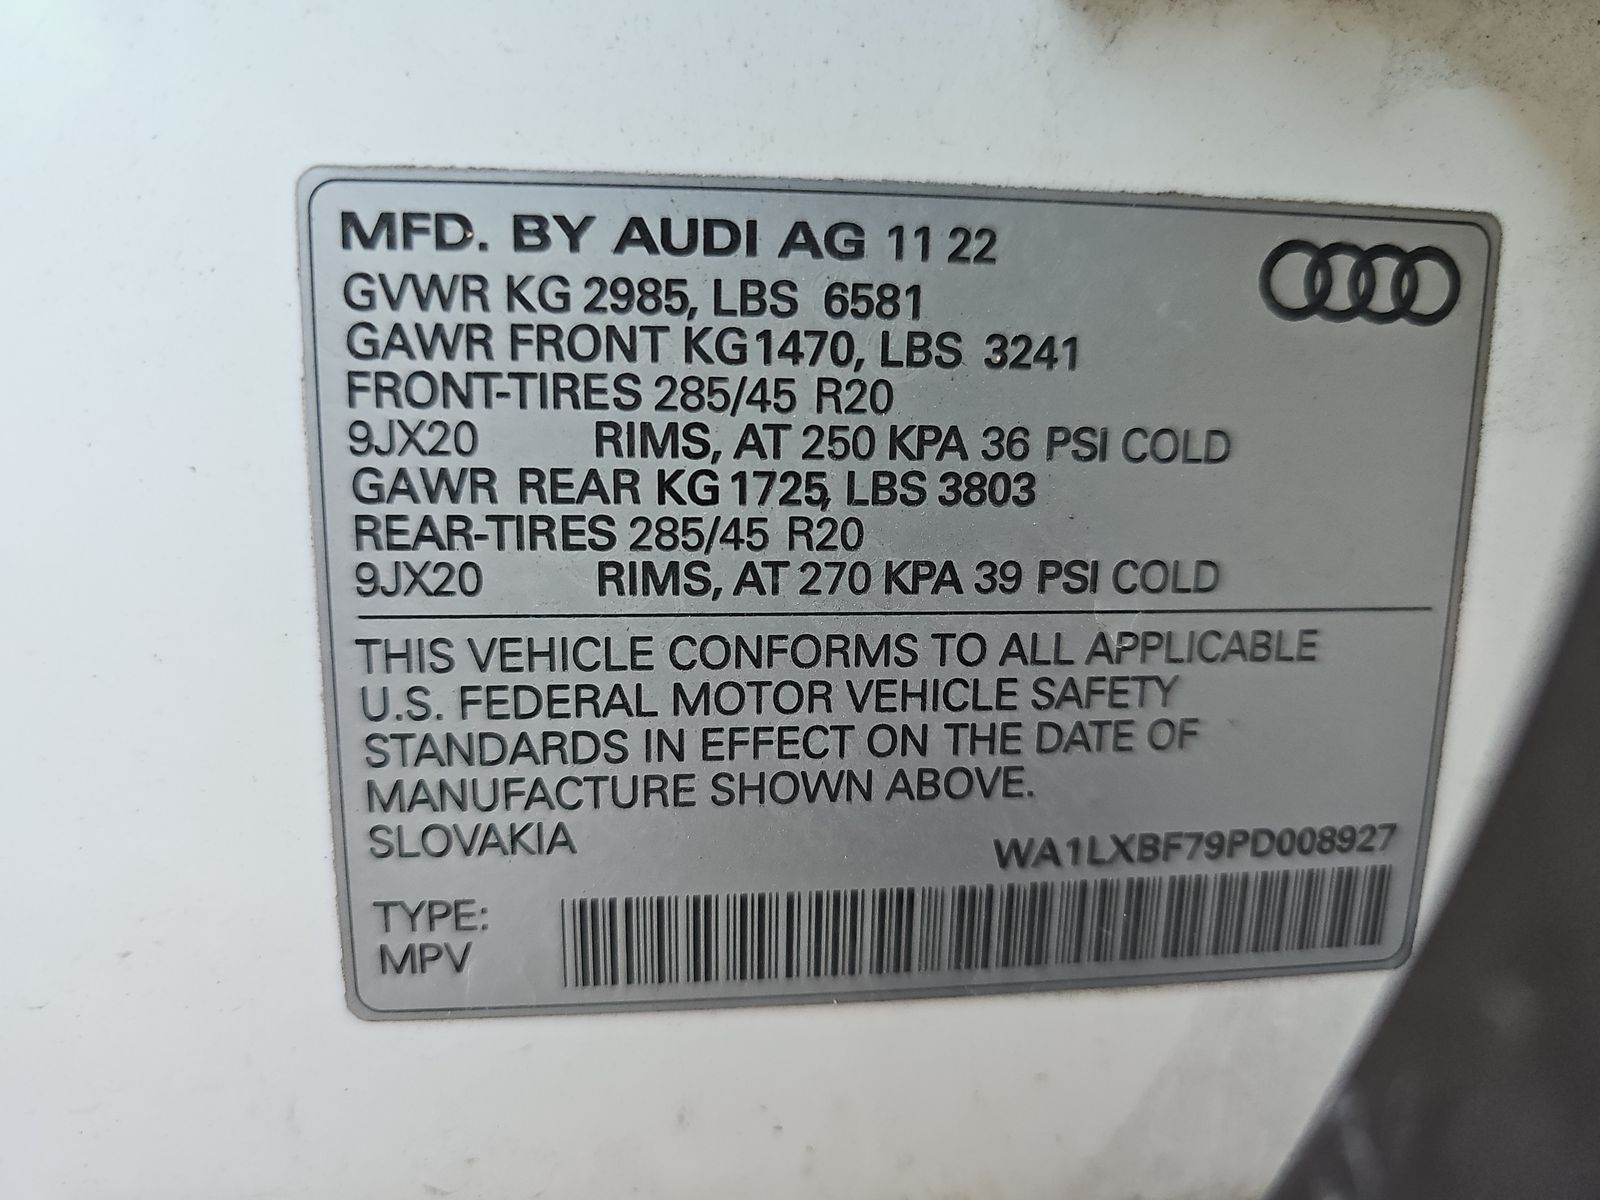 MFD. BY AUDI AG 11 22
GVWR KG 2985, LBS 6581
GAWR FRONT KG 1470, LBS 3241
FRONT-TIRES 285/45 R20
9JX20 RIMS, AT 250 KPA 36 PSI COLD
GAWR REAR KG 1725, LBS 3803
REAR-TIRES 285/45 R20
9JX20 RIMS, AT 270 KPA 39 PSI COLD
THIS VEHICLE CONFORMS TO ALL APPLICABLE
U.S. FEDERAL MOTOR VEHICLE SAFETY
STANDARDS IN EFFECT ON THE DATE OF
MANUFACTURE SHOWN ABOVE.
SLOVAKIA WA1LXBF79PD008927
TYPE:
MPV